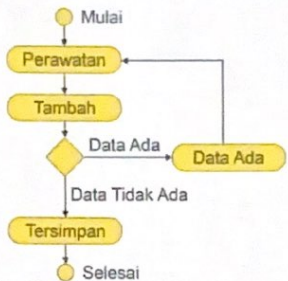 Mulai
Perawatan
Tambah
Data Ada
Data Ada
Data Tidak Ada
Tersimpan
Selesai